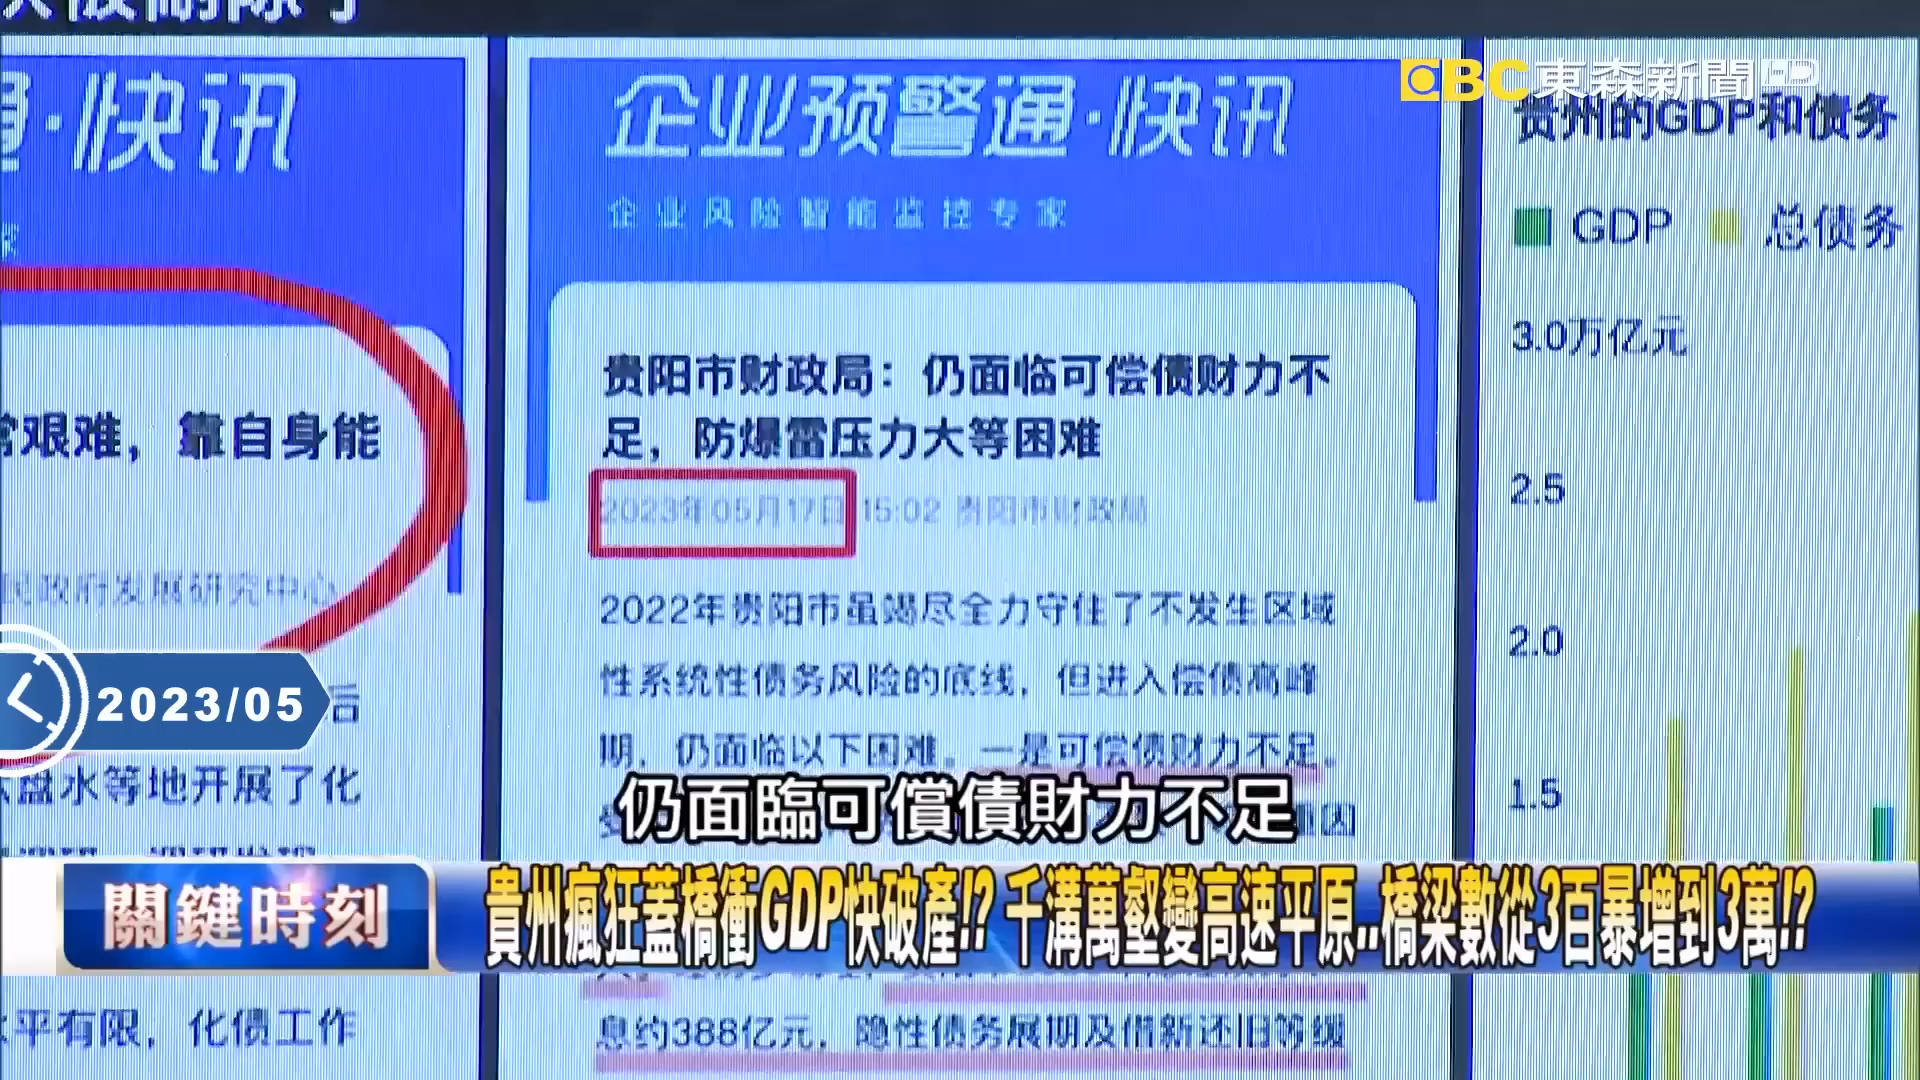 EBC 東森新聞
通·快讯
常艰难，靠自身能
民政府发展研究中心
2023/05
后
盘水等地开展了化
平有限，化债工作
企业预警通·快讯
企业风险智能监控专家
贵阳市财政局：仍面临可偿债财力不
足，防爆雷压力大等困难
2023年05月17日 15:02 贵阳市财政局
2022年贵阳市虽竭尽全力守住了不发生区域
性系统性债务风险的底线，但进入偿债高峰
期，仍面临以下困难。一是可偿债财力不足。
息约388亿元，隐性债务展期及借新还旧等缓
贵州的GDP和债务
GDP 总债务
3.0万亿元
2.5
2.0
1.5
仍面臨可償債財力不足
關鍵時刻
貴州瘋狂蓋橋衝GDP快破產!? 千溝萬壑變高速平原..橋梁數從3百暴增到3萬!?